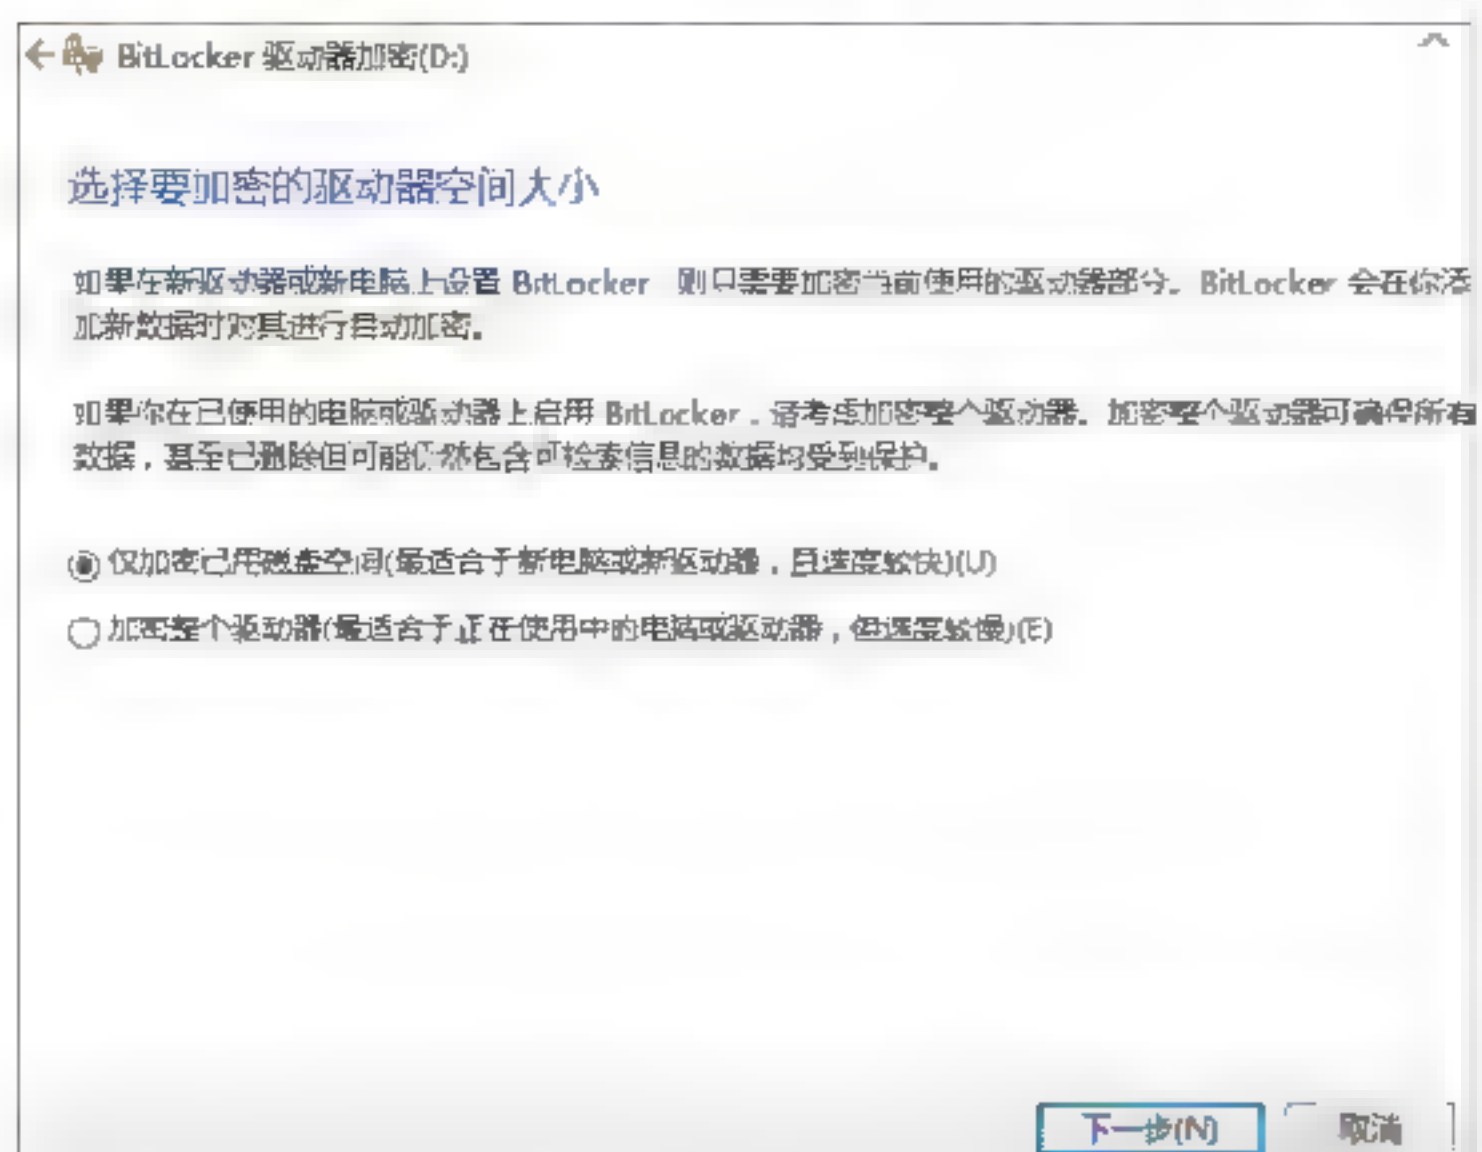 BitLocker 驱动器加密(D:)
选择要加密的驱动器空间大小
如果在新驱动器或新电脑上设置 BitLocker，则只需要加密当前使用的驱动器部分。BitLocker 会在你添
加新数据时对其进行自动加密。
如果你在已使用的电脑或驱动器上启用 BitLocker，请考虑加密整个驱动器。加密整个驱动器可确保所有
数据，甚至已删除但可能仍然包含可检索信息的数据均受到保护。
仅加密已用磁盘空间(最适合于新电脑或新驱动器，且速度较快)(U)
加密整个驱动器(最适合于正在使用中的电脑或驱动器，但速度较慢)(E)
下一步(N)
取消